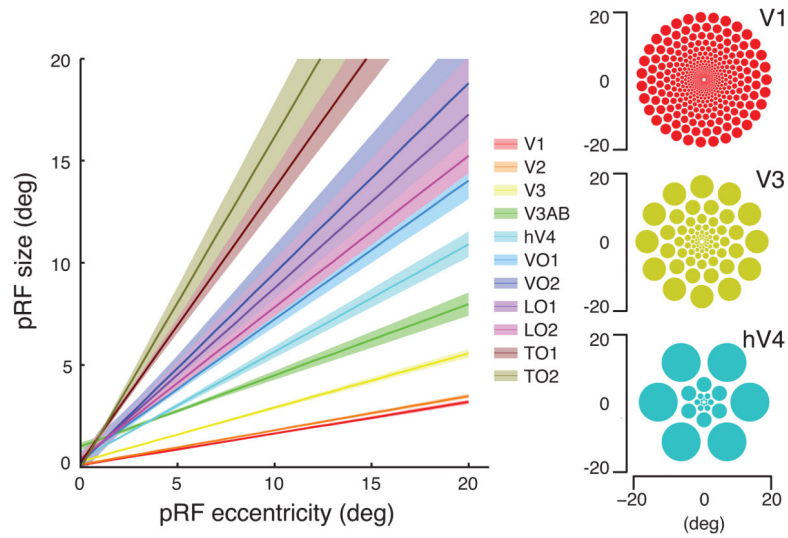 20
15
10
5
0
pRF size (deg)
0 5 10 15 20
pRF eccentricity (deg)
V1
V2
V3
V3AB
hV4
VO1
VO2
LO1
LO2
TO1
TO2
V1
20
0
-20
V3
20
0
-20
hV4
20
0
-20
−20 0 20
(deg)